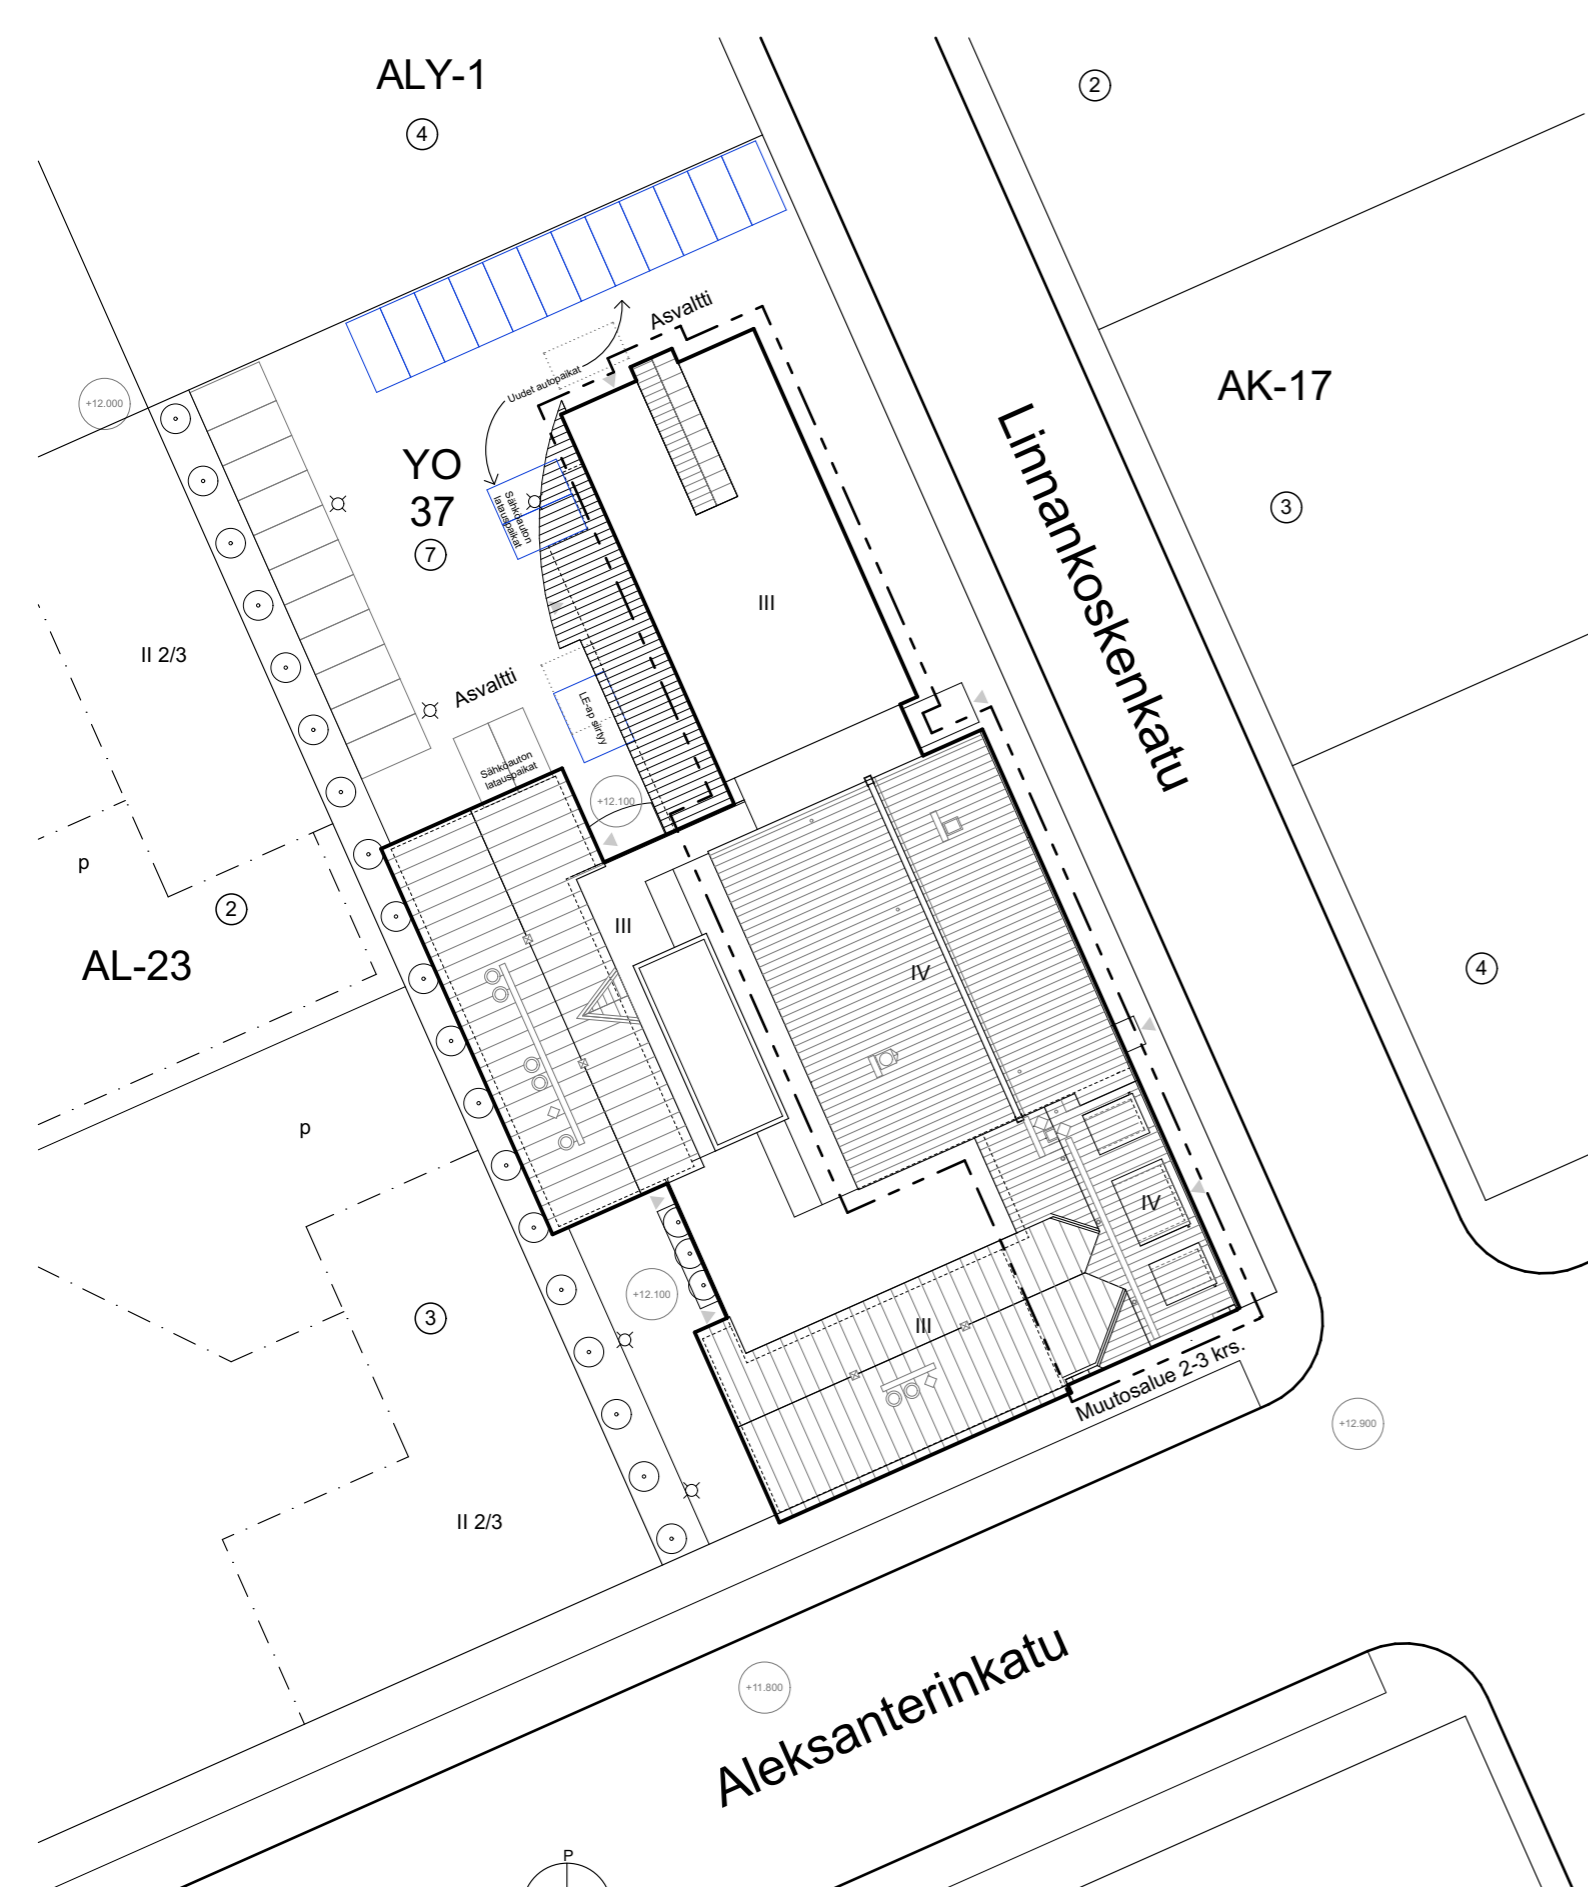 ALY-1
4
2
+12.000
Asvaltti
Uudet autopaikat
AK-17
YO
37
7
Sähköauton
latauspaikat
Linnankoskenkatu
3
III
II 2/3
Asvaltti
LE-ap siirtyy
Sähköauton
latauspaikat
+12.100
p
2
AL-23
III
IV
4
p
IV
+12.100
3
III
Muutosalue 2-3 krs.
+12.900
II 2/3
+11.800
Aleksanterinkatu
P